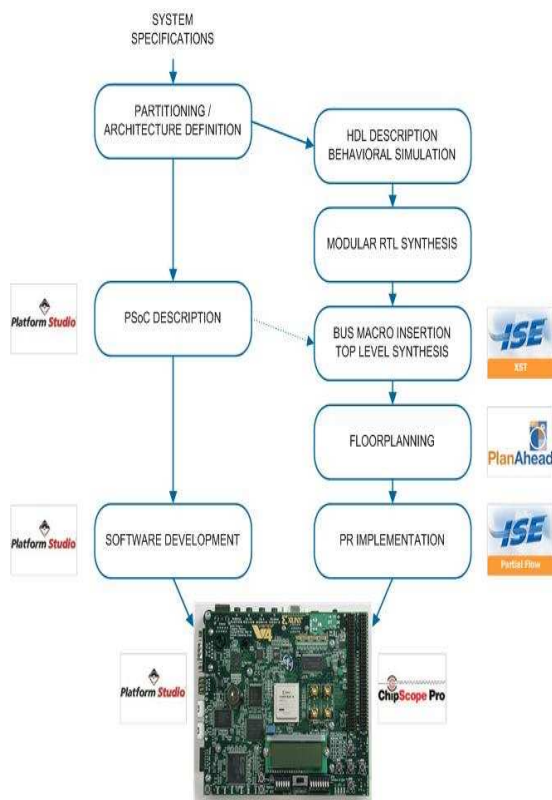 SYSTEM
SPECIFICATIONS
PARTITIONING /
ARCHITECTURE DEFINITION
HDL DESCRIPTION
BEHAVIORAL SIMULATION
MODULAR RTL SYNTHESIS
Platform Studio
PSoC DESCRIPTION
BUS MACRO INSERTION
TOP LEVEL SYNTHESIS
ISE
XST
FLOORPLANNING
PlanAhead
Platform Studio
SOFTWARE DEVELOPMENT
PR IMPLEMENTATION
ISE
Partial Flow
XILINX
V4
Platform Studio
ChipScope Pro